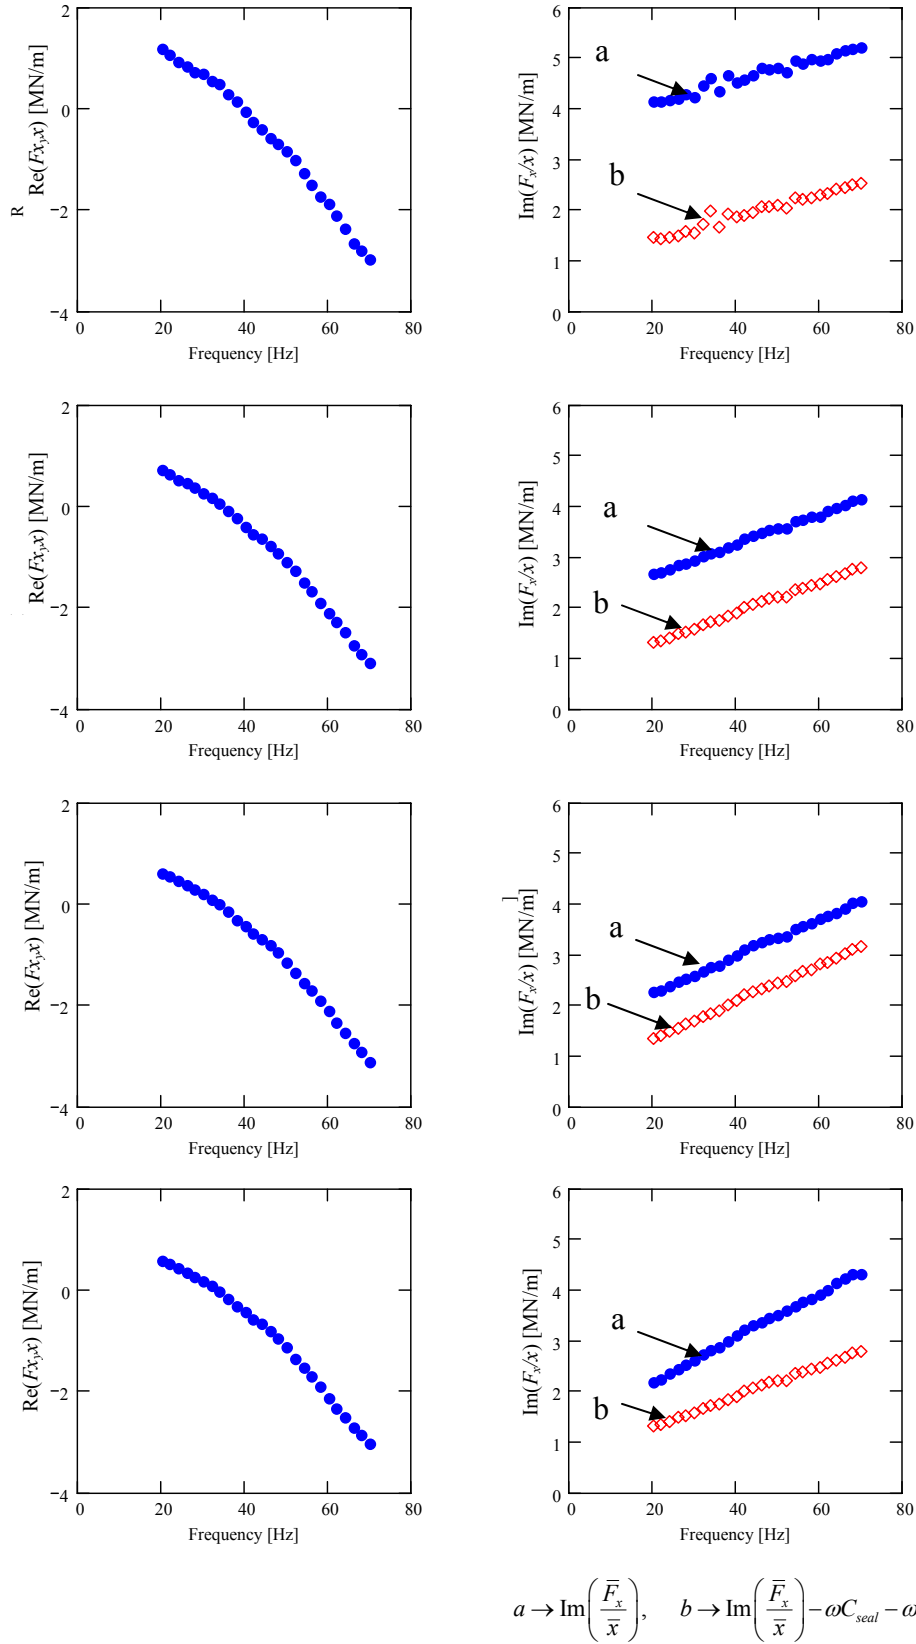 2
0
−2
−4
0 20 40 60 80
Frequency [Hz]
R Re(Fx,x) [MN/m]
6
5
4
3
2
1
0
0 20 40 60 80
Frequency [Hz]
Im(Fₓ/x) [MN/m]
a
b
2
0
−2
−4
0 20 40 60 80
Frequency [Hz]
Re(Fx,x) [MN/m]
6
5
4
3
2
1
0
0 20 40 60 80
Frequency [Hz]
Im(Fₓ/x) [MN/m]
a
b
2
0
−2
−4
0 20 40 60 80
Frequency [Hz]
Re(Fx,x) [MN/m]
6
5
4
3
2
1
0
0 20 40 60 80
Frequency [Hz]
Im(Fₓ/x) [MN/m]
]
a
b
2
0
−2
−4
0 20 40 60 80
Frequency [Hz]
Re(Fx,x) [MN/m]
6
5
4
3
2
1
0
0 20 40 60 80
Frequency [Hz]
Im(Fₓ/x) [MN/m]
a
b
a → Im(F̅ₓ/x̅), b → Im(F̅ₓ/x̅) − ωC_seal − ω